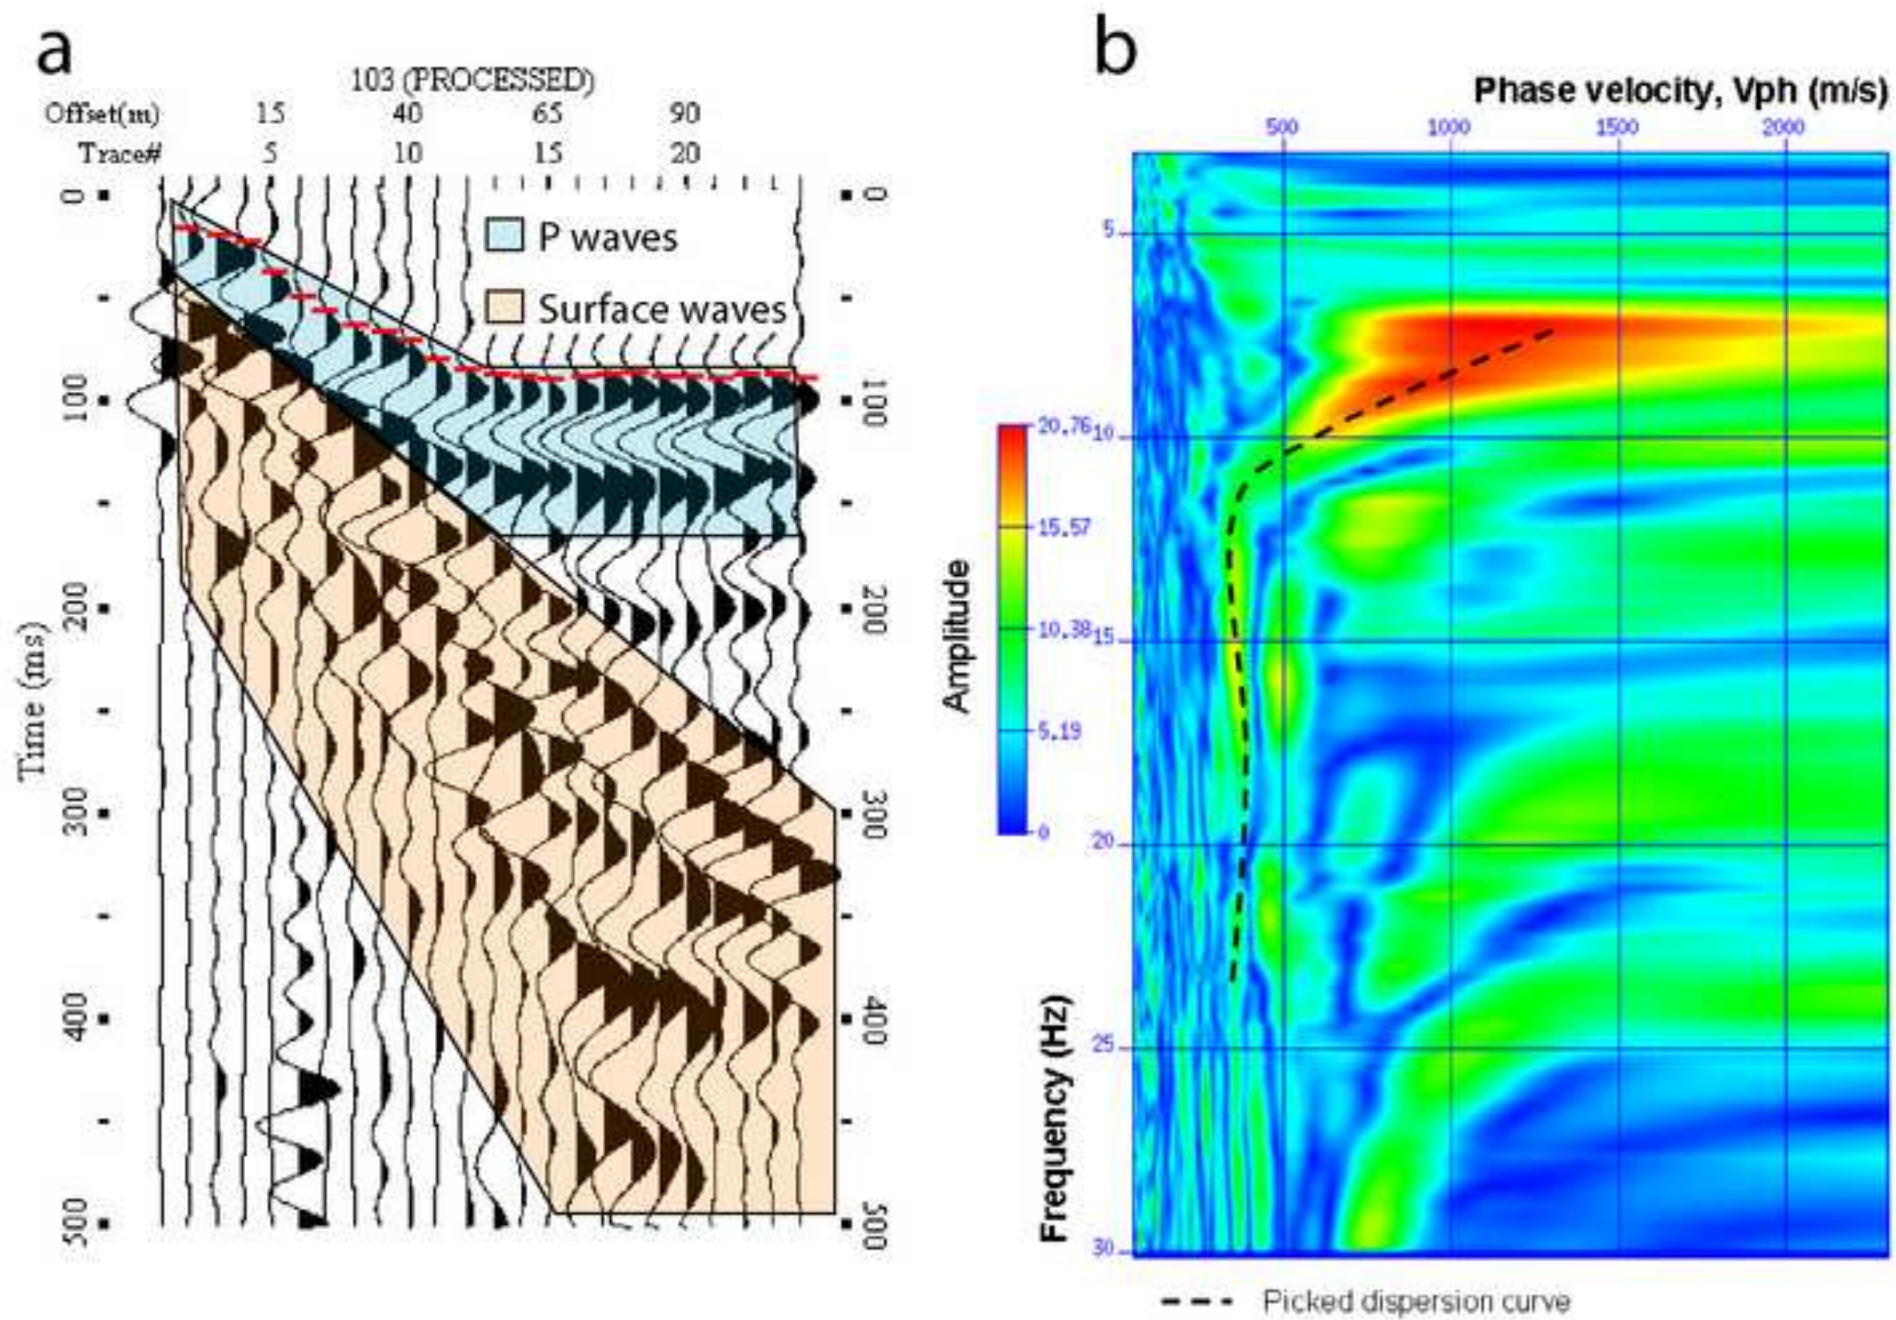 a
103 (PROCESSED)
Offset(m) 15 40 65 90
Trace# 5 10 15 20
0 0
P waves
Surface waves
100 100
200 200
300 300
400 400
500 500
Time (ms)
b
Phase velocity, Vph (m/s)
500 1000 1500 2000
5
10
15
20
25
30
Frequency (Hz)
Amplitude
20.76
15.57
10.38
5.19
0
Picked dispersion curve